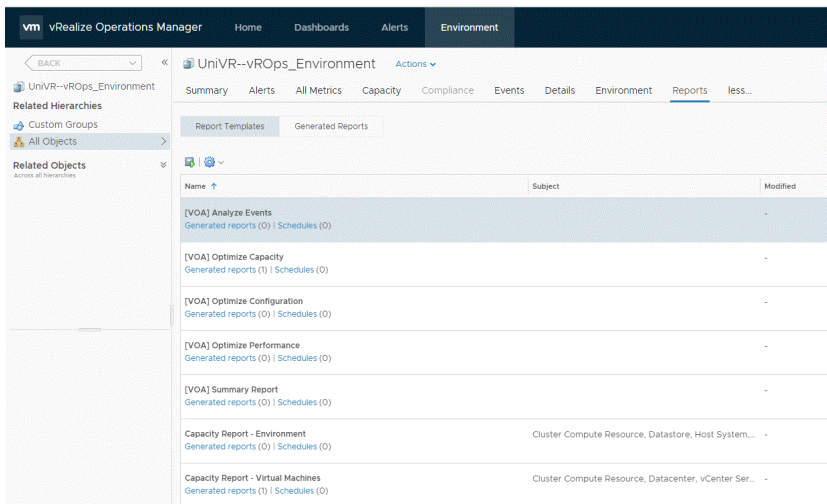 vm vRealize Operations Manager Home Dashboards Alerts Environment
BACK
UniVR--vROps_Environment
Related Hierarchies
Custom Groups
All Objects
Related Objects
Across all hierarchies
UniVR--vROps_Environment Actions
Summary Alerts All Metrics Capacity Compliance Events Details Environment Reports less...
Report Templates Generated Reports
Name Subject Modified
[VOA] Analyze Events -
Generated reports (0) | Schedules (0)
[VOA] Optimize Capacity -
Generated reports (1) | Schedules (0)
[VOA] Optimize Configuration -
Generated reports (0) | Schedules (0)
[VOA] Optimize Performance -
Generated reports (0) | Schedules (0)
[VOA] Summary Report -
Generated reports (0) | Schedules (0)
Capacity Report - Environment Cluster Compute Resource, Datastore, Host System,... -
Generated reports (0) | Schedules (0)
Capacity Report - Virtual Machines Cluster Compute Resource, Datacenter, vCenter Ser... -
Generated reports (1) | Schedules (0)